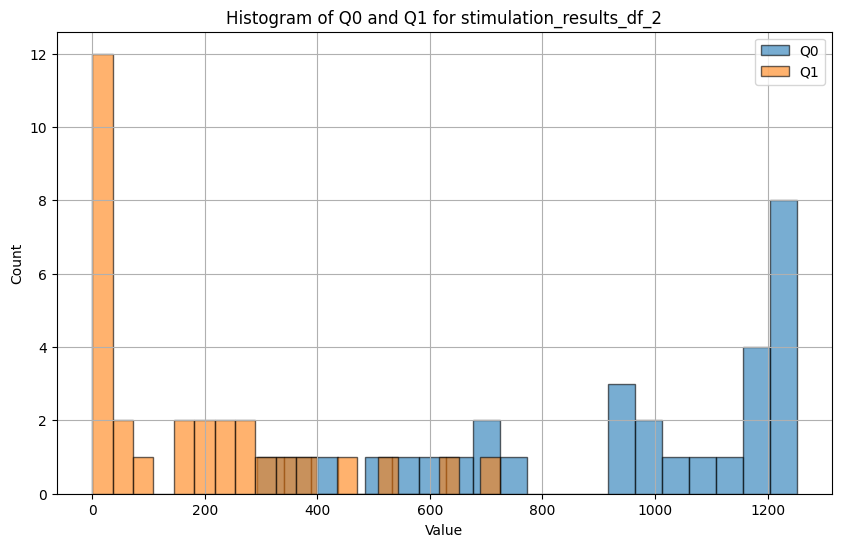 Histogram of Q0 and Q1 for stimulation_results_df_2
Q0
Q1
12
10
8
6
4
2
0
Count
0 200 400 600 800 1000 1200
Value